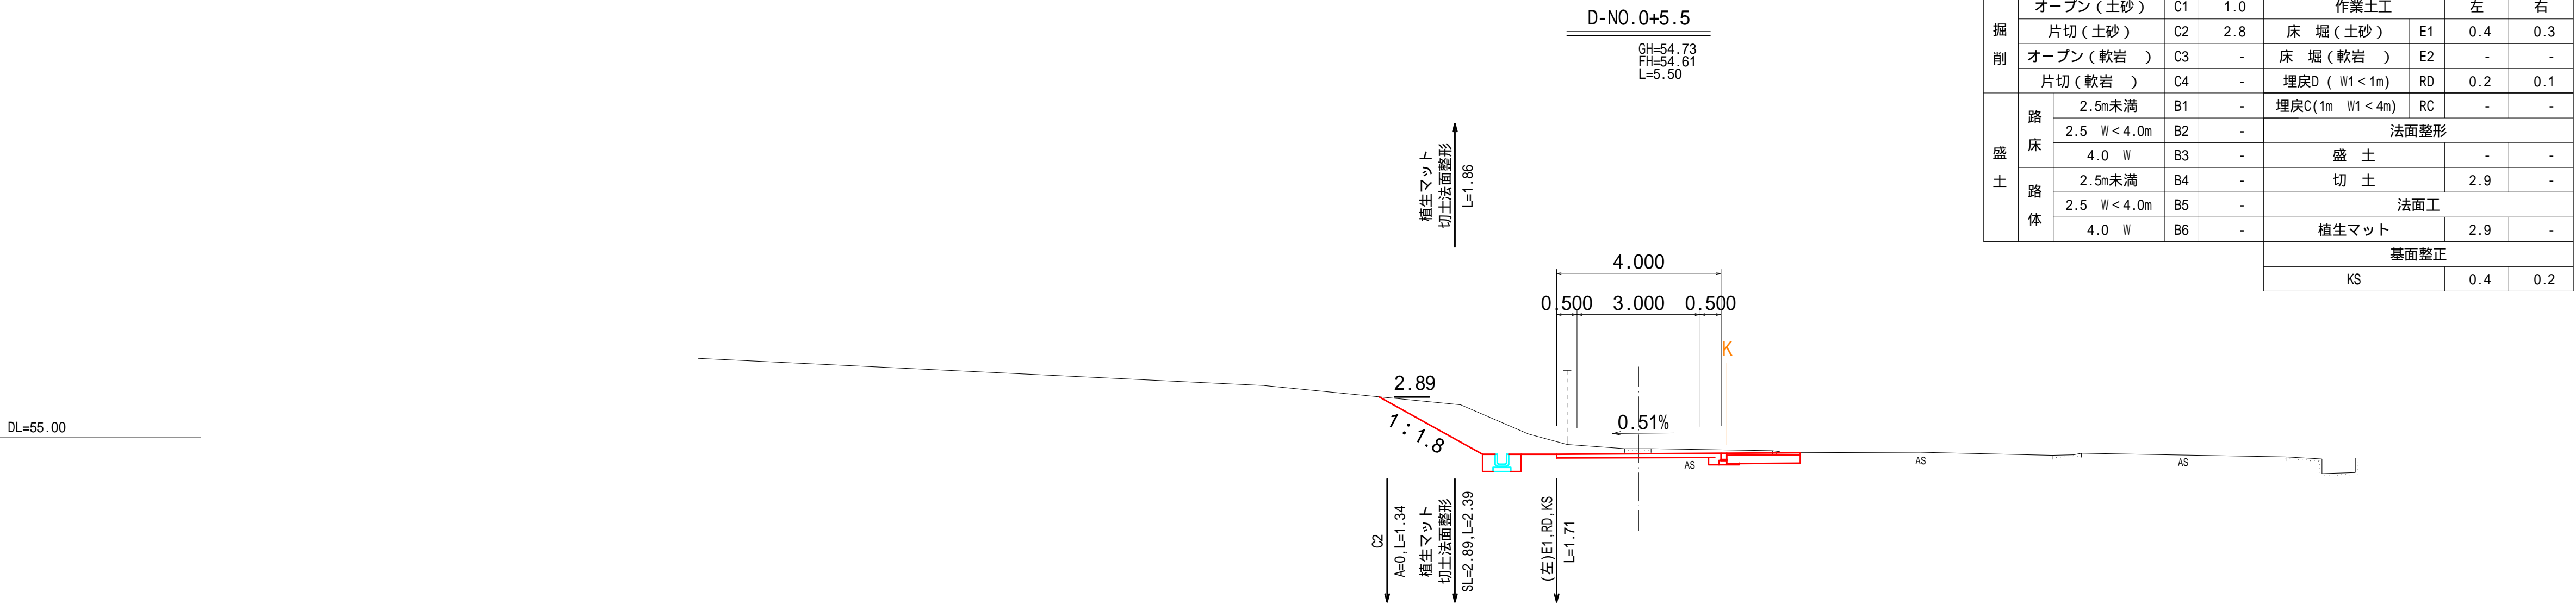 D-NO.0+5.5
GH=54.73
FH=54.61
L=5.50
掘削
オープン(土砂) C1 1.0 作業土工 左 右
片切(土砂) C2 2.8 床 堀(土砂) E1 0.4 0.3
オープン(軟岩 ) C3 - 床 堀(軟岩 ) E2 - -
片切(軟岩 ) C4 - 埋戻D ( W1<1m) RD 0.2 0.1
盛土
路床
2.5m未満 B1 - 埋戻C(1m W1<4m) RC - -
2.5 W<4.0m B2 - 法面整形
4.0 W B3 - 盛 土 - -
路体
2.5m未満 B4 - 切 土 2.9 -
2.5 W<4.0m B5 - 法面工
4.0 W B6 - 植生マット 2.9 -
基面整正
KS 0.4 0.2
植生マット
切土法面整形
L=1.86
4.000
0.500 3.000 0.500
K
2.89
1:1.8
0.51%
DL=55.00
AS
AS
AS
C2
A=0,L=1.34
植生マット
切土法面整形
SL=2.89,L=2.39
(左)E1,RD,KS
L=1.71